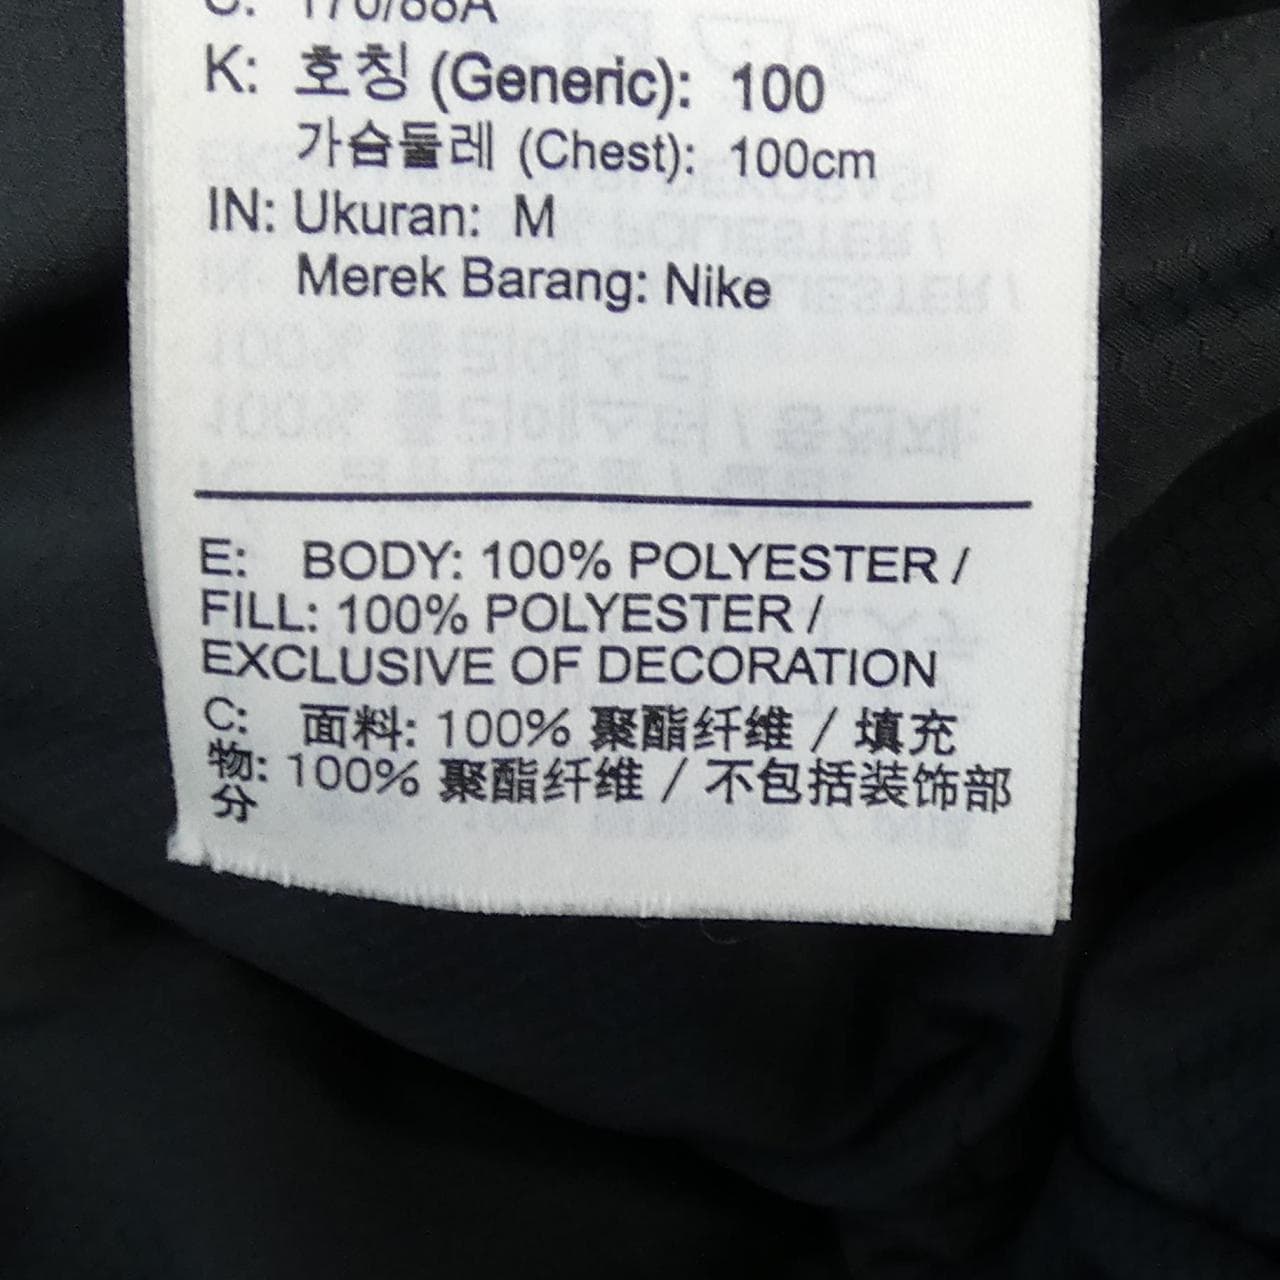 C: 170/88A
K: 호칭 (Generic): 100
가슴둘레 (Chest): 100cm
IN: Ukuran: M
Merek Barang: Nike
E: BODY: 100% POLYESTER /
FILL: 100% POLYESTER /
EXCLUSIVE OF DECORATION
C: 面料: 100% 聚酯纤维 / 填充
物: 100% 聚酯纤维 / 不包括装饰部
分